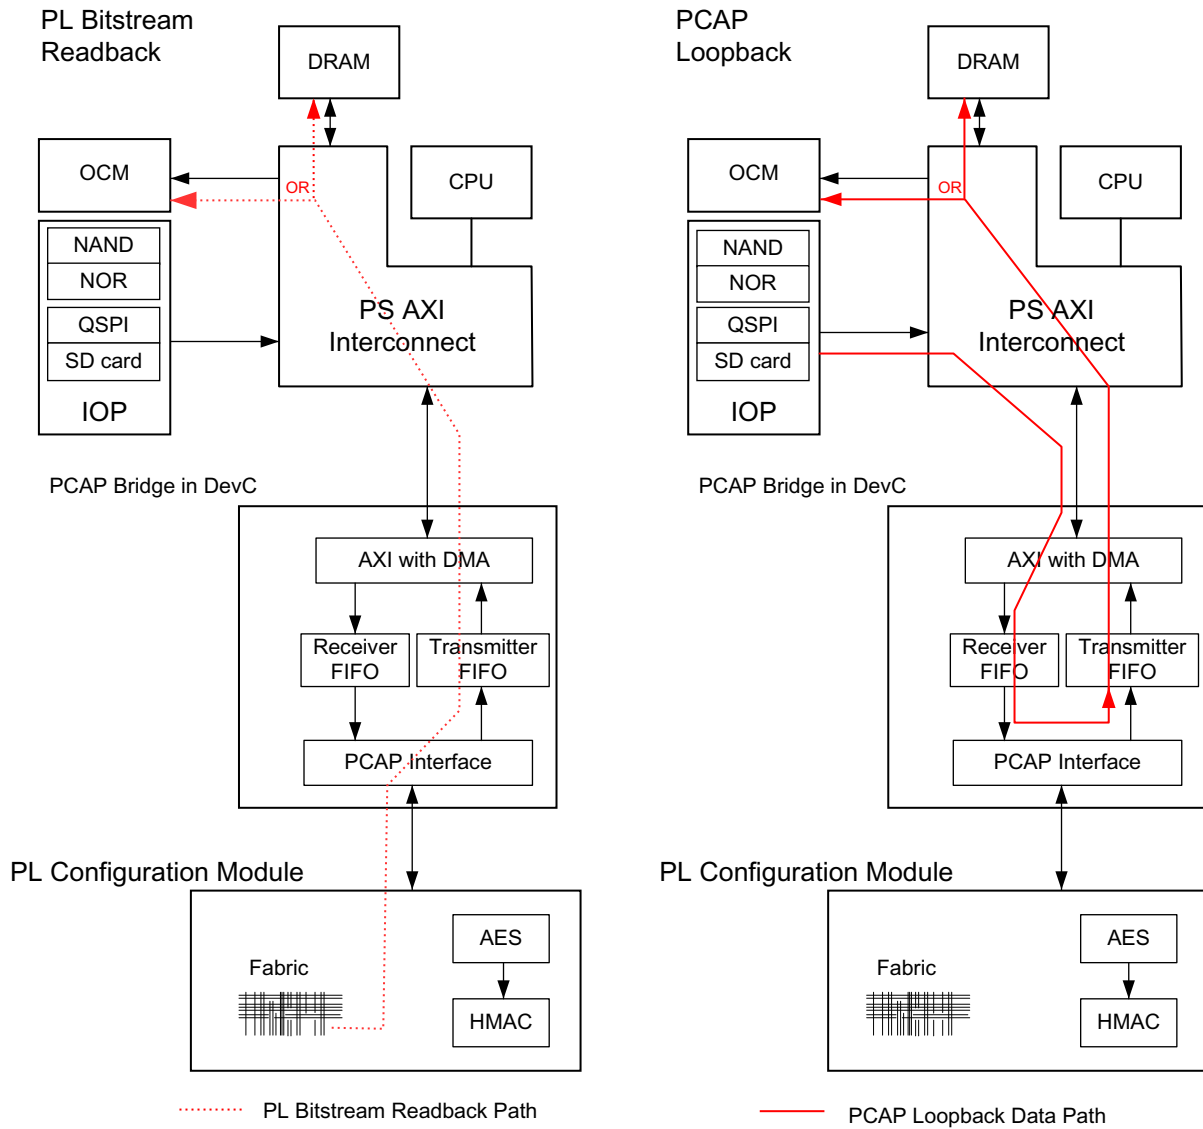 PL Bitstream
Readback
DRAM
OCM
OR
CPU
NAND
NOR
QSPI
SD card
IOP
PS AXI
Interconnect
PCAP Bridge in DevC
AXI with DMA
Receiver
FIFO
Transmitter
FIFO
PCAP Interface
PL Configuration Module
AES
Fabric
HMAC
PL Bitstream Readback Path
PCAP
Loopback
DRAM
OCM
OR
CPU
NAND
NOR
QSPI
SD card
IOP
PS AXI
Interconnect
PCAP Bridge in DevC
AXI with DMA
Receiver
FIFO
Transmitter
FIFO
PCAP Interface
PL Configuration Module
AES
Fabric
HMAC
PCAP Loopback Data Path